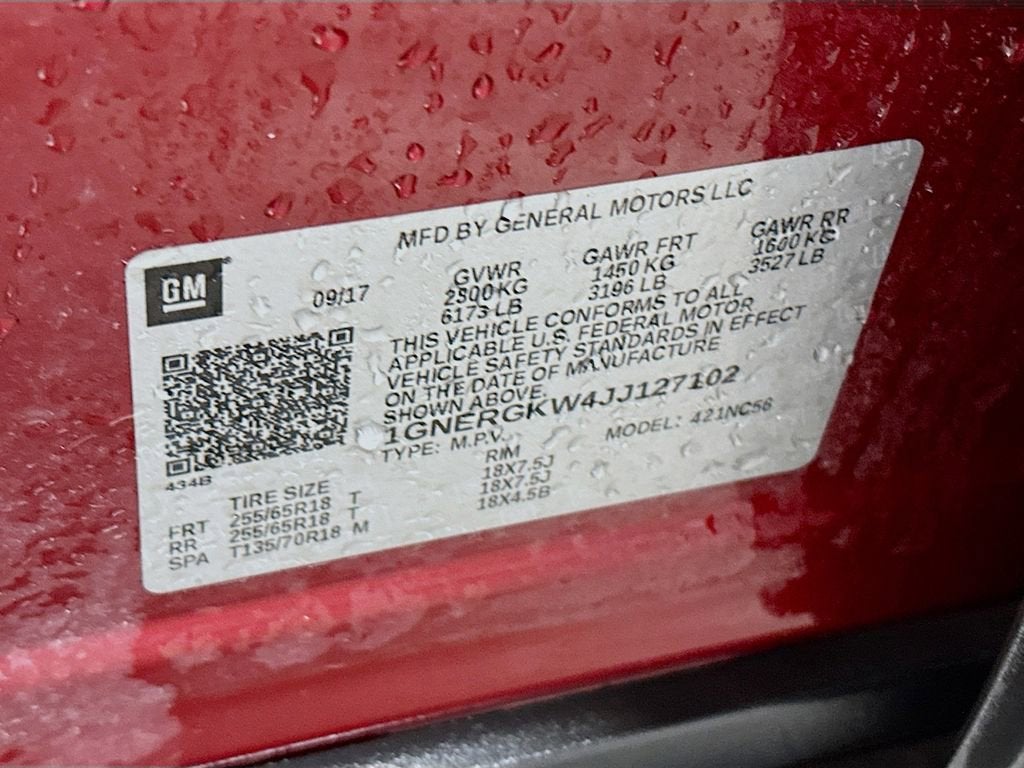 MFD BY GENERAL MOTORS LLC
GM
09/17
GVWR GAWR FRT GAWR RR
2800KG 1450 KG 1600 KG
6173 LB 3196 LB 3527 LB
THIS VEHICLE CONFORMS TO ALL
APPLICABLE U.S. FEDERAL MOTOR
VEHICLE SAFETY STANDARDS IN EFFECT
ON THE DATE OF MANUFACTURE
SHOWN ABOVE.
1GNERGKW4JJ127102
TYPE: M.P.V. MODEL: 421NC56
434B
TIRE SIZE RIM
FRT 255/65R18 T 18X7.5J
RR 255/65R18 T 18X7.5J
SPA T135/70R18 M 18X4.5B